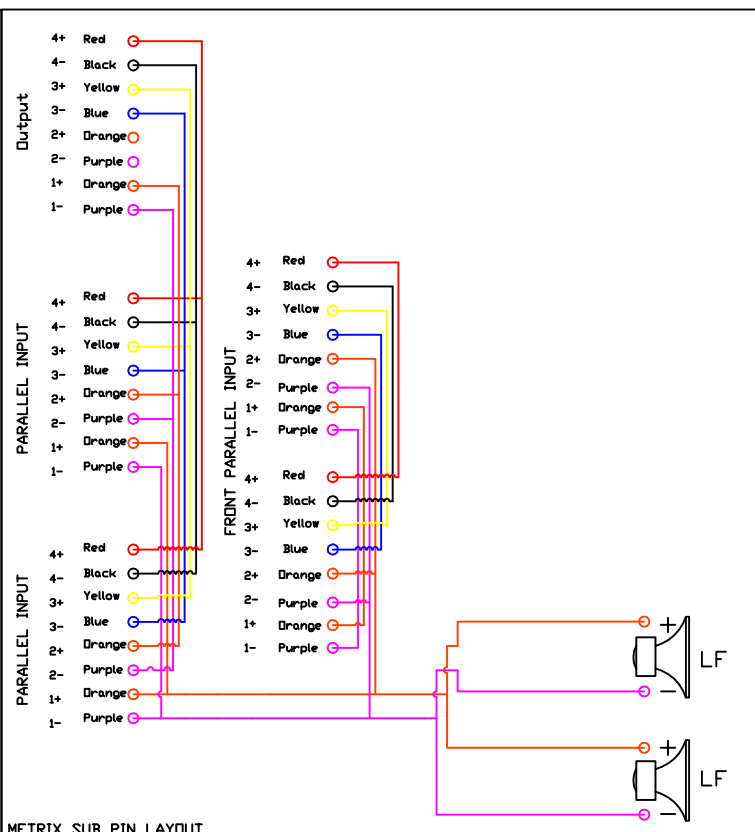 Output
4+ Red
4- Black
3+ Yellow
3- Blue
2+ Orange
2- Purple
1+ Orange
1- Purple
PARALLEL INPUT
4+ Red
4- Black
3+ Yellow
3- Blue
2+ Orange
2- Purple
1+ Orange
1- Purple
PARALLEL INPUT
4+ Red
4- Black
3+ Yellow
3- Blue
2+ Orange
2- Purple
1+ Orange
1- Purple
FRONT PARALLEL INPUT
4+ Red
4- Black
3+ Yellow
3- Blue
2+ Orange
2- Purple
1+ Orange
1- Purple
4+ Red
4- Black
3+ Yellow
3- Blue
2+ Orange
2- Purple
1+ Orange
1- Purple
+
LF
-
+
LF
-
METRIX SUB PIN LAYOUT